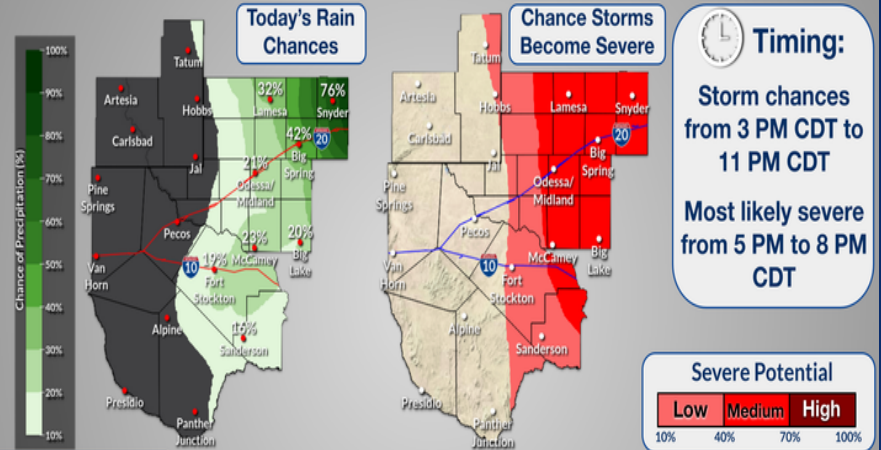 Today's Rain
Chances
Chance Storms
Become Severe
Timing:
Storm chances
from 3 PM CDT to
11 PM CDT
Most likely severe
from 5 PM to 8 PM
CDT
Chance of Precipitation (%)
100%
90%
80%
70%
60%
50%
40%
30%
20%
10%
Tatum
Artesia
Hobbs
32%
Lamesa
76%
Snyder
Carlsbad
42%
20
Big
Spring
Jal
21%
Odessa/
Midland
Pine
Springs
Pecos
23%
McCamey
20%
Big
Lake
Van
Horn
10
19%
Fort
Stockton
Alpine
16%
Sanderson
Presidio
Panther
Junction
Tatum
Artesia
Hobbs
Lamesa
Snyder
Carlsbad
20
Big
Spring
Jal
Odessa/
Midland
Pine
Springs
Pecos
McCamey
Big
Lake
Van
Horn
10
Fort
Stockton
Alpine
Sanderson
Presidio
Panther
Junction
Severe Potential
Low Medium High
10% 40% 70% 100%